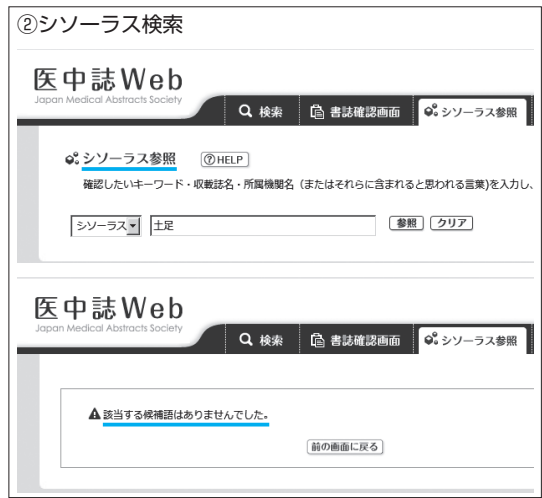 ②シソーラス検索
医中誌Web
Japan Medical Abstracts Society
検索 書誌確認画面 シソーラス参照
シソーラス参照 ?HELP
確認したいキーワード・収載誌名・所属機関名（またはそれらに含まれると思われる言葉)を入力し、
シソーラス 土足 参照 クリア
医中誌Web
Japan Medical Abstracts Society
検索 書誌確認画面 シソーラス参照
該当する候補語はありませんでした。
前の画面に戻る